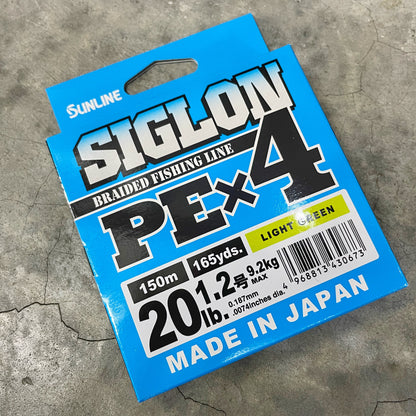 SUNLINE
SIGLON
BRAIDED FISHING LINE
PE×4
150m 165yds. LIGHT GREEN
20lb. 1.2号 9.2kg MAX
0.187mm
.0074inches dia.
4 968813 430673
MADE IN JAPAN